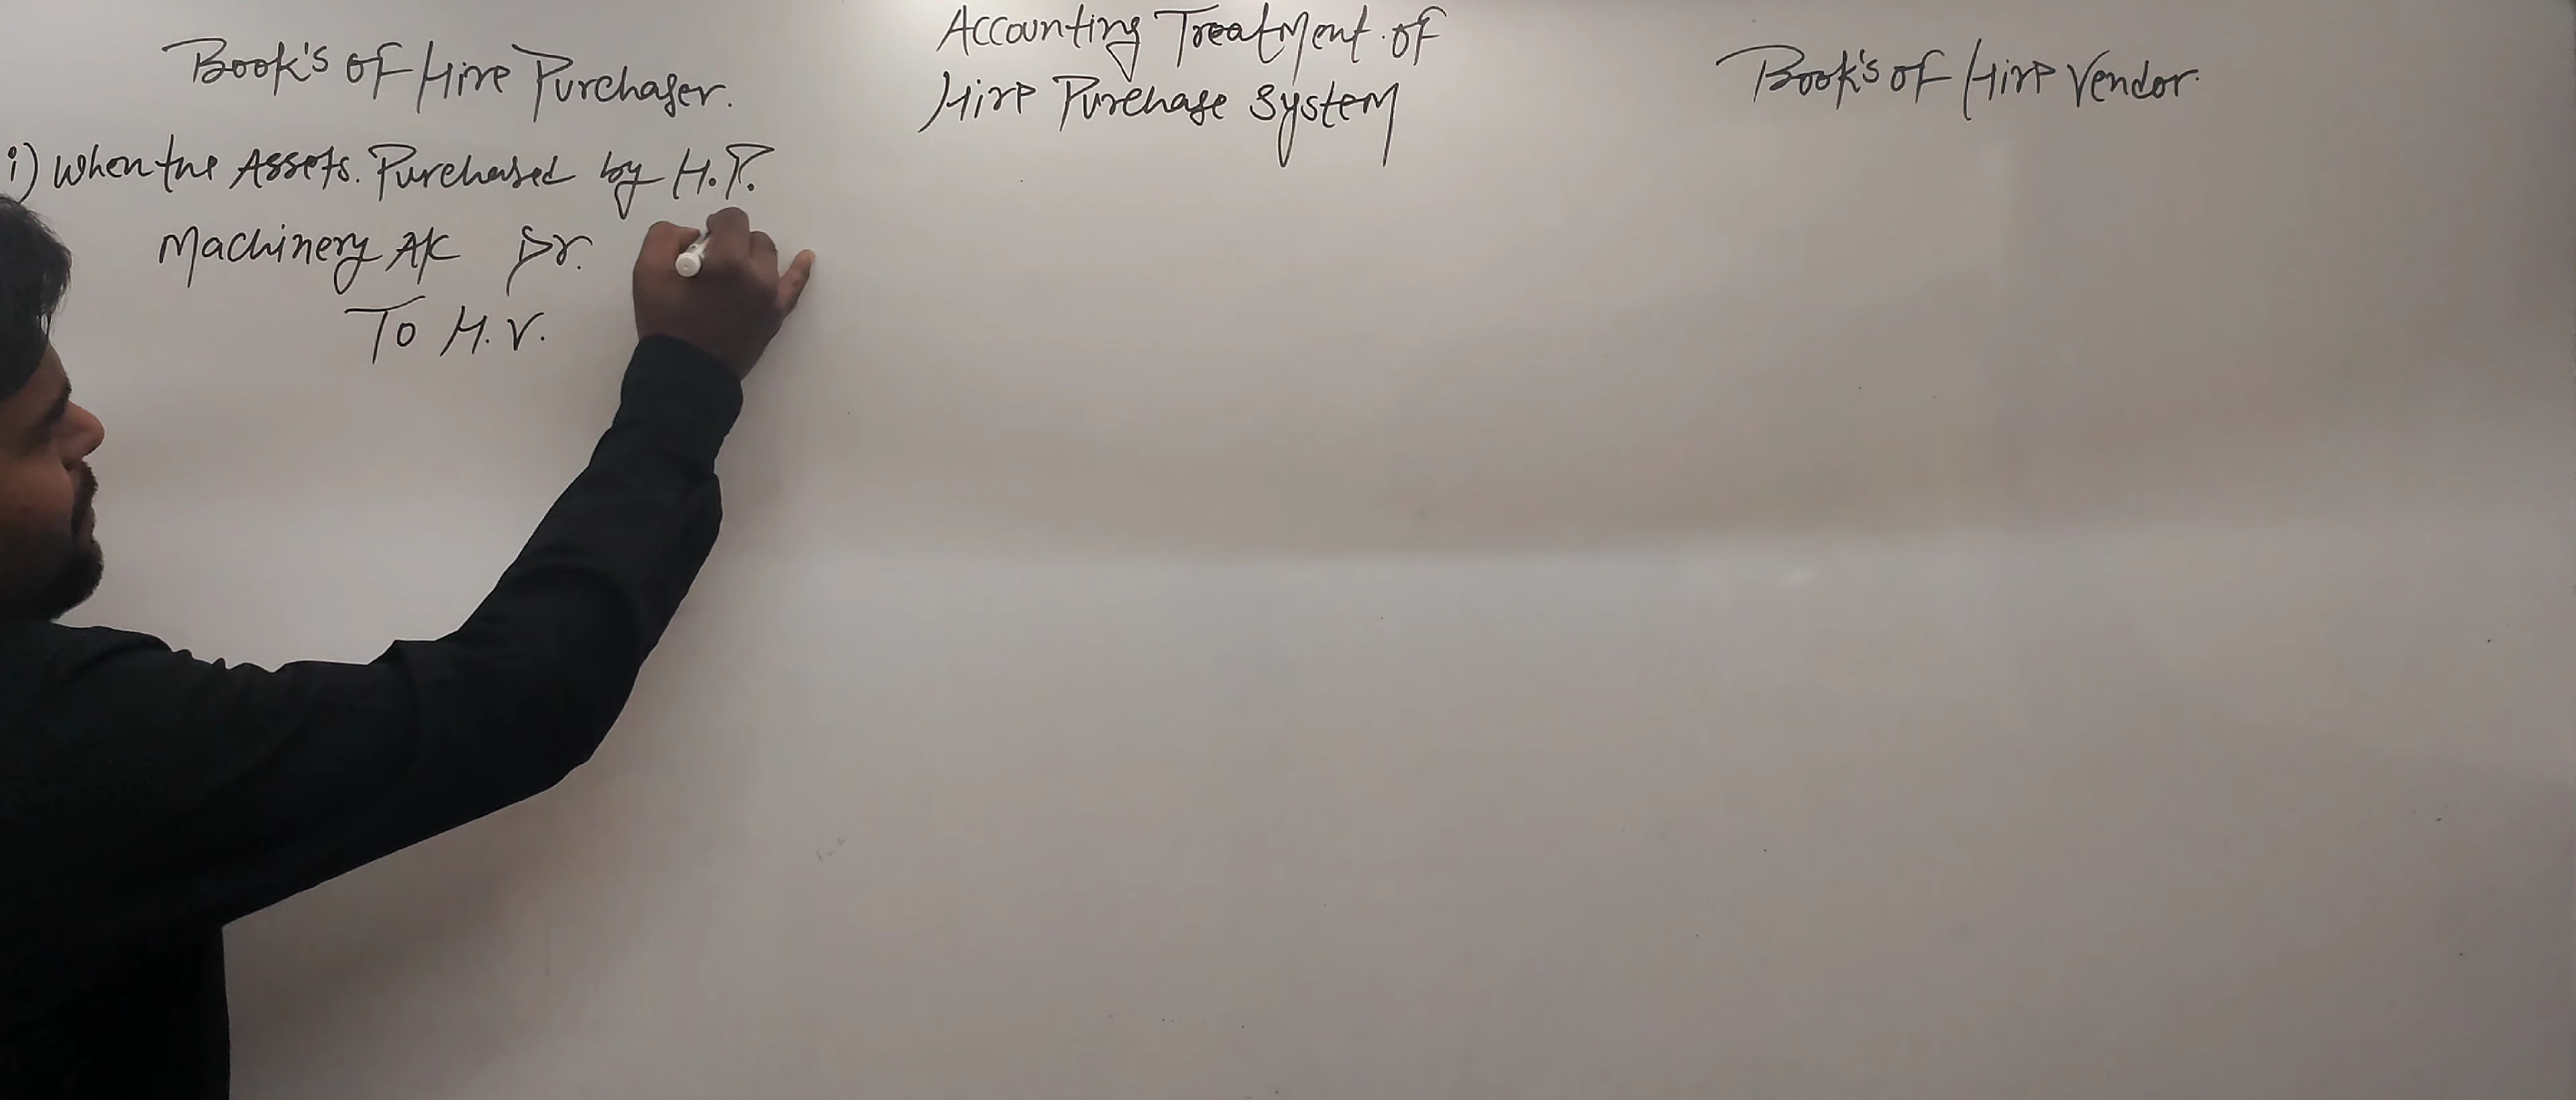 Accounting Treatment of
Hire Purchase System
Book's of Hire Purchaser.
i) When the Assets. Purchased by H.P.
Machinery A/c Dr.
To H.V.
Book's of Hire Vendor.